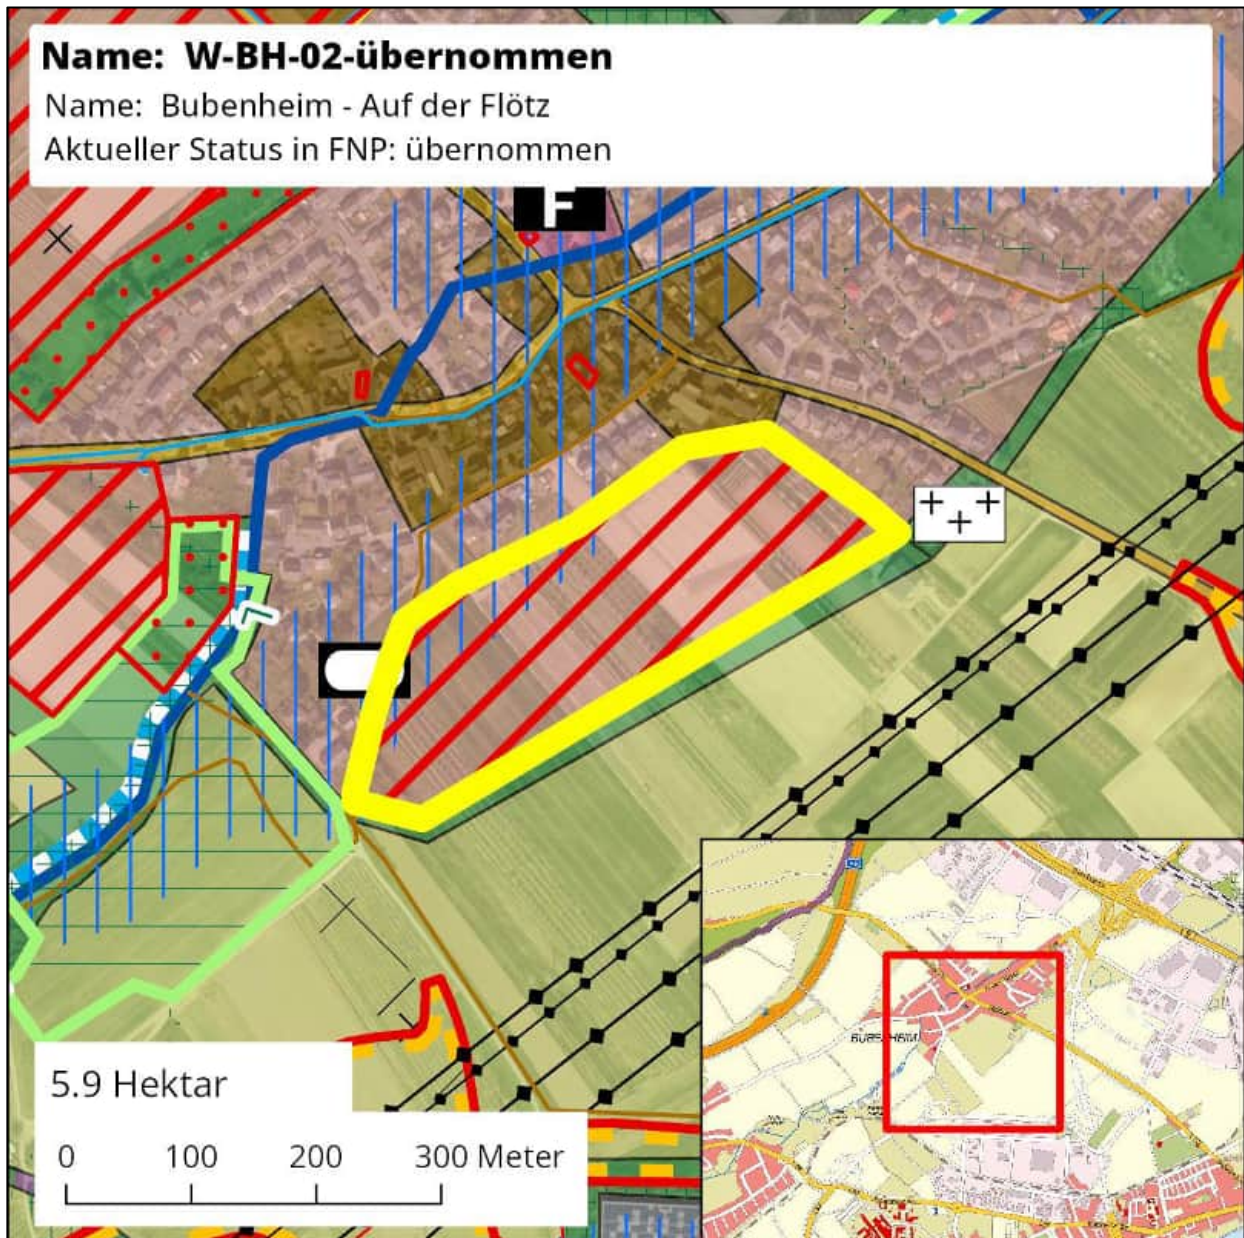 Name: W-BH-02-übernommen
Name: Bubenheim - Auf der Flötz
Aktueller Status in FNP: übernommen
F
BUBENHEIM
5.9 Hektar
0 100 200 300 Meter